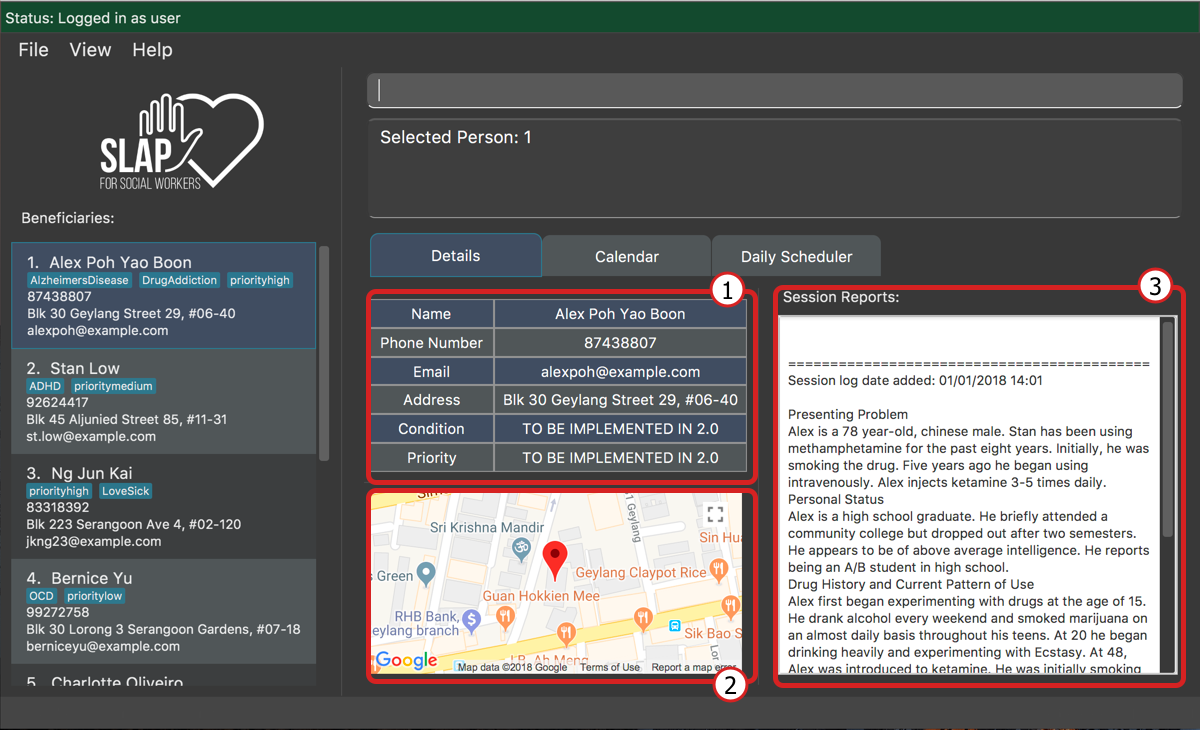 Status: Logged in as user
File View Help
SLAP
FOR SOCIAL WORKERS
Beneficiaries:
1. Alex Poh Yao Boon
AlzheimersDisease DrugAddiction priorityhigh
87438807
Blk 30 Geylang Street 29, #06-40
alexpoh@example.com
2. Stan Low
ADHD prioritymedium
92624417
Blk 45 Aljunied Street 85, #11-31
st.low@example.com
3. Ng Jun Kai
priorityhigh LoveSick
83318392
Blk 223 Serangoon Ave 4, #02-120
jkng23@example.com
4. Bernice Yu
OCD prioritylow
99272758
Blk 30 Lorong 3 Serangoon Gardens, #07-18
berniceyu@example.com
5. Charlotte Oliveiro
Selected Person: 1
Details Calendar Daily Scheduler
1
Name Alex Poh Yao Boon
Phone Number 87438807
Email alexpoh@example.com
Address Blk 30 Geylang Street 29, #06-40
Condition TO BE IMPLEMENTED IN 2.0
Priority TO BE IMPLEMENTED IN 2.0
Geylang
Sri Krishna Mandir
Sin Hua
s Green
Geylang Claypot Rice
Guan Hokkien Mee
RHB Bank,
eylang branch
Sik Bao S
J.B. Ah Meng
Lor
Google
Map data ©2018 Google Terms of Use Report a map error
2
3
Session Reports:
=============================================
Session log date added: 01/01/2018 14:01
Presenting Problem
Alex is a 78 year-old, chinese male. Stan has been using
methamphetamine for the past eight years. Initially, he was
smoking the drug. Five years ago he began using
intravenously. Alex injects ketamine 3-5 times daily.
Personal Status
Alex is a high school graduate. He briefly attended a
community college but dropped out after two semesters.
He appears to be of above average intelligence. He reports
being an A/B student in high school.
Drug History and Current Pattern of Use
Alex first began experimenting with drugs at the age of 15.
He drank alcohol every weekend and smoked marijuana on
an almost daily basis throughout his teens. At 20 he began
drinking heavily and experimenting with Ecstasy. At 48,
Alex was introduced to ketamine. He was initially smoking